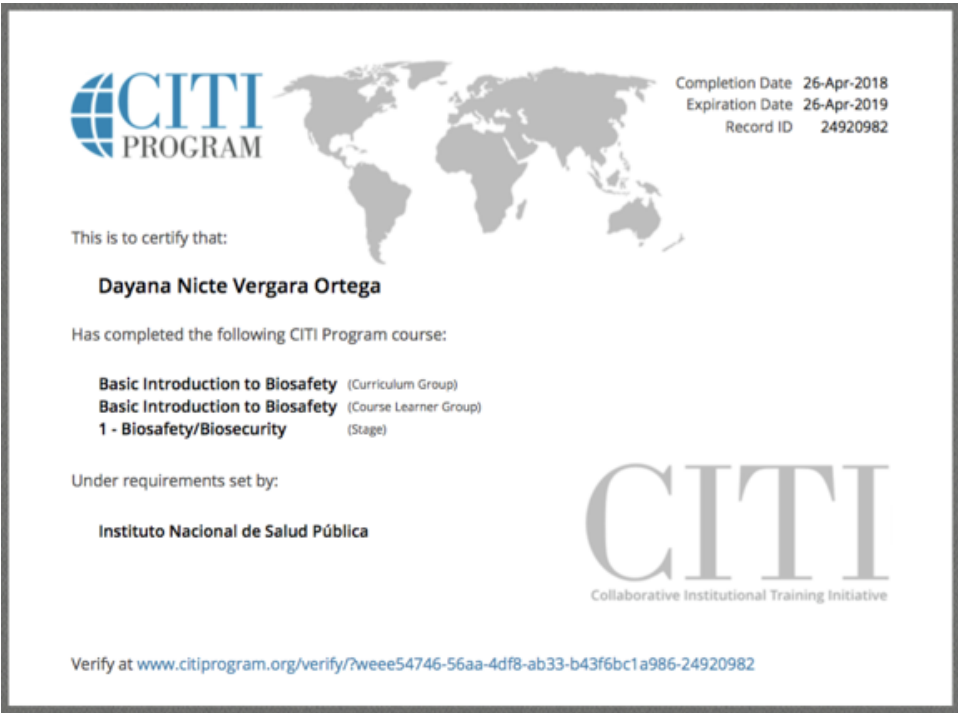 CITI
PROGRAM
Completion Date 26-Apr-2018
Expiration Date 26-Apr-2019
Record ID 24920982
This is to certify that:
Dayana Nicte Vergara Ortega
Has completed the following CITI Program course:
Basic Introduction to Biosafety (Curriculum Group)
Basic Introduction to Biosafety (Course Learner Group)
1 - Biosafety/Biosecurity (Stage)
Under requirements set by:
Instituto Nacional de Salud Pública
CITI
Collaborative Institutional Training Initiative
Verify at www.citiprogram.org/verify/?weee54746-56aa-4df8-ab33-b43f6bc1a986-24920982